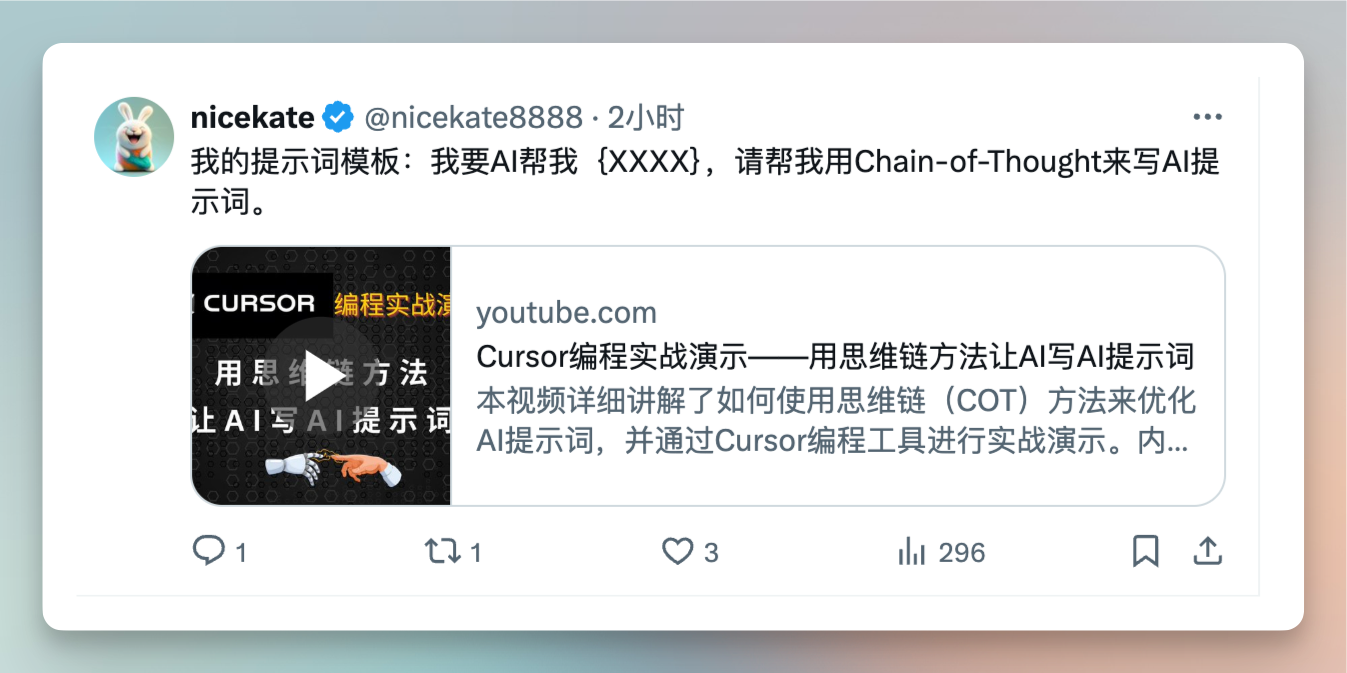 nicekate @nicekate8888 · 2小时
我的提示词模板：我要AI帮我｛XXXX｝，请帮我用Chain-of-Thought来写AI提
示词。
CURSOR 编程实战演
用思维链方法
让AI写AI提示词
youtube.com
Cursor编程实战演示——用思维链方法让AI写AI提示词
本视频详细讲解了如何使用思维链（COT）方法来优化
AI提示词，并通过Cursor编程工具进行实战演示。内...
1 1 3 296